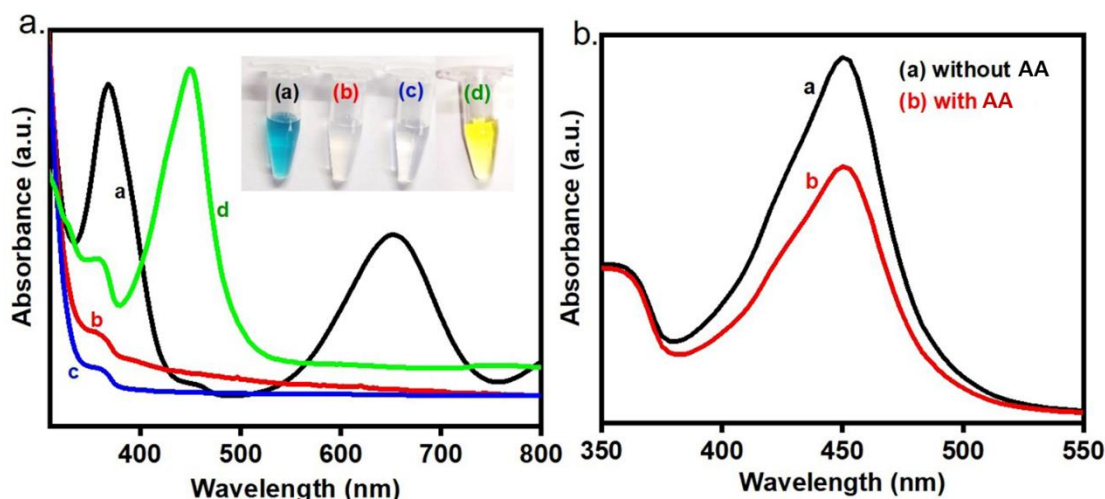 a.
Absorbance (a.u.)
(a) (b) (c) (d)
a
d
b
c
400 500 600 700 800
Wavelength (nm)
b.
Absorbance (a.u.)
(a) without AA
(b) with AA
a
b
350 400 450 500 550
Wavelength (nm)